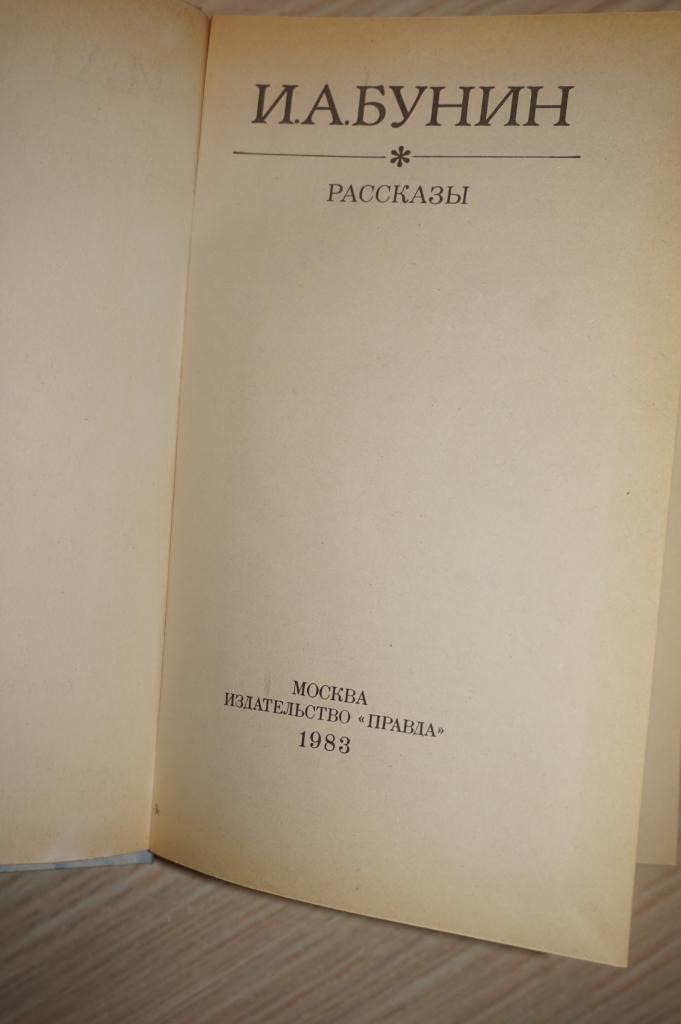 И.А.БУНИН
*
РАССКАЗЫ
МОСКВА
ИЗДАТЕЛЬСТВО «ПРАВДА»
1983